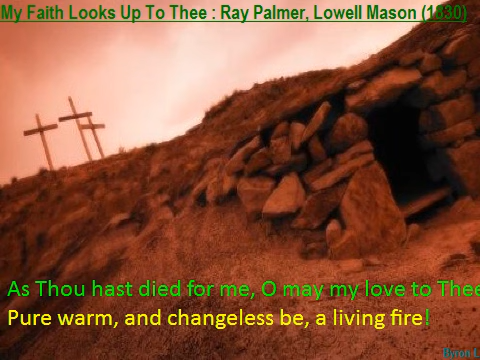 My Faith Looks Up To Thee : Ray Palmer, Lowell Mason (1830)
As Thou hast died for me, O may my love to Thee
Pure warm, and changeless be, a living fire!
Byron